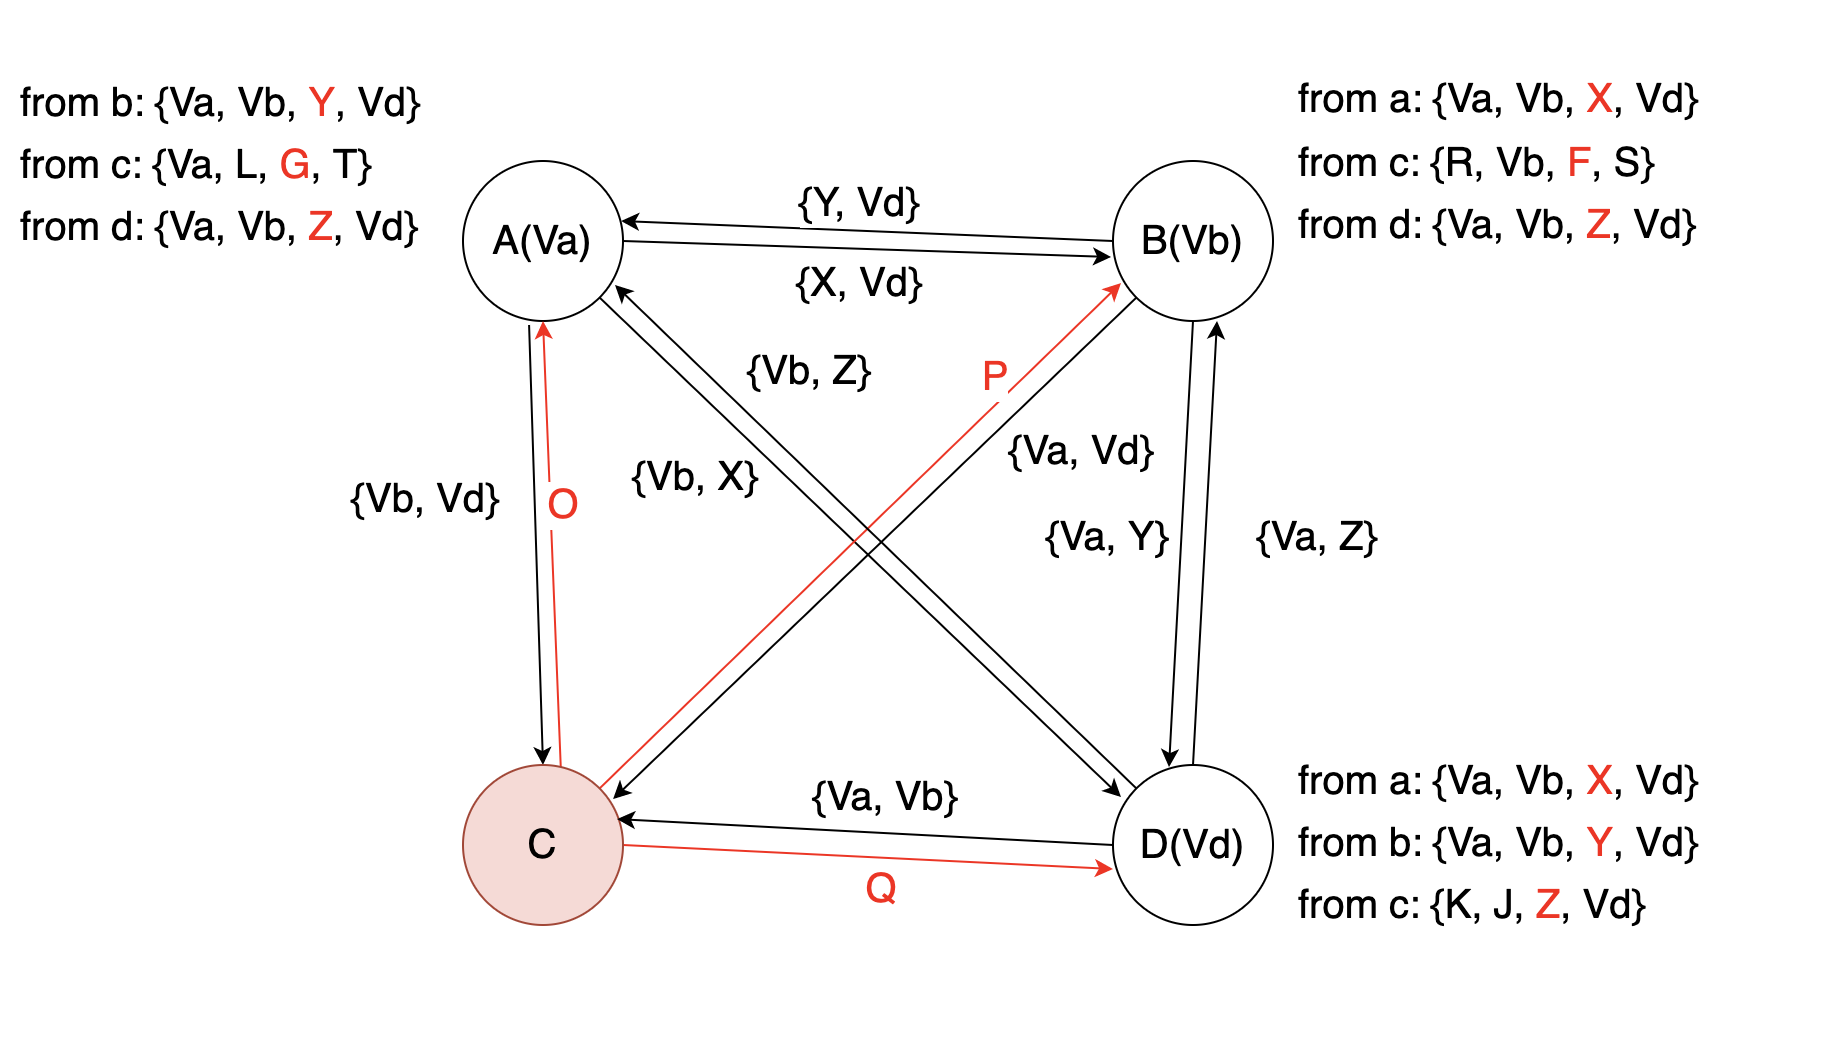 from b: {Va, Vb, Y, Vd}
from c: {Va, L, G, T}
from d: {Va, Vb, Z, Vd}
from a: {Va, Vb, X, Vd}
from c: {R, Vb, F, S}
from d: {Va, Vb, Z, Vd}
A(Va)
{Y, Vd}
{X, Vd}
B(Vb)
{Vb, Z}
P
{Va, Vd}
{Vb, X}
{Vb, Vd}
O
{Va, Y}
{Va, Z}
{Va, Vb}
C
Q
D(Vd)
from a: {Va, Vb, X, Vd}
from b: {Va, Vb, Y, Vd}
from c: {K, J, Z, Vd}